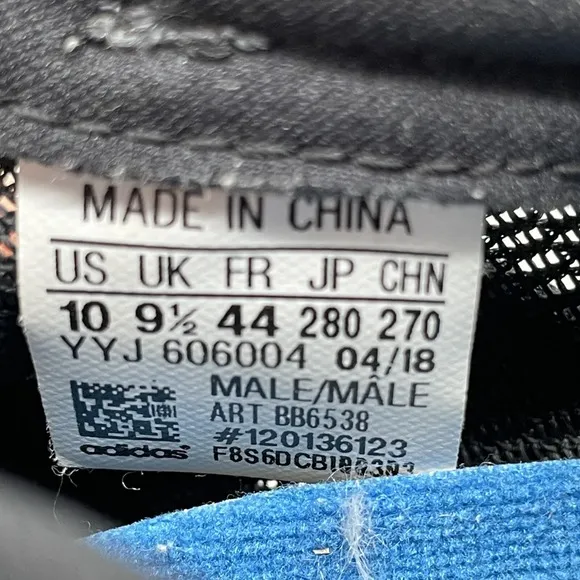 MADE IN CHINA
US UK FR JP CHN
10 9½ 44 280 270
YYJ 606004 04/18
MALE/MÂLE
ART BB6538
#120136123
adidas